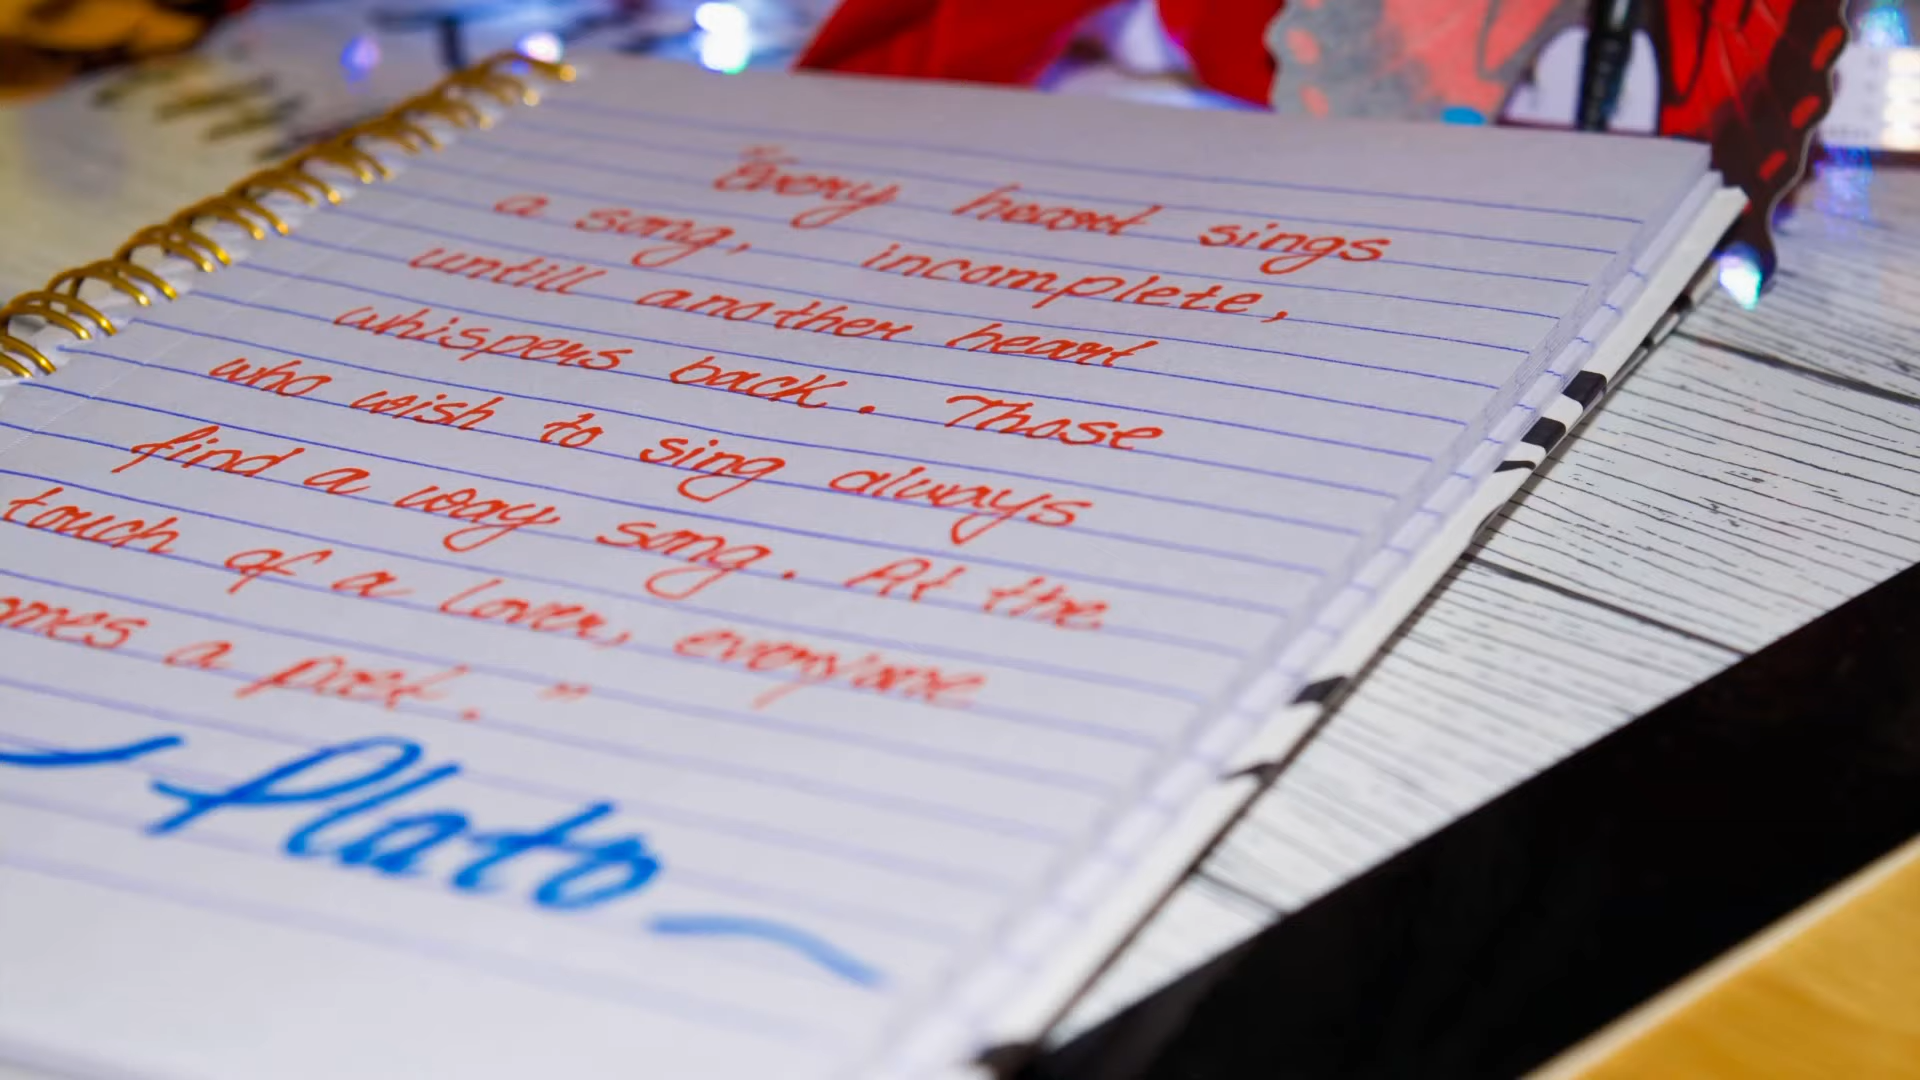 "Every heart sings
a song, incomplete,
untill another heart
whispers back. Those
who wish to sing always
find a way song. At the
touch of a lover, everyone
omes a poet."
Plato